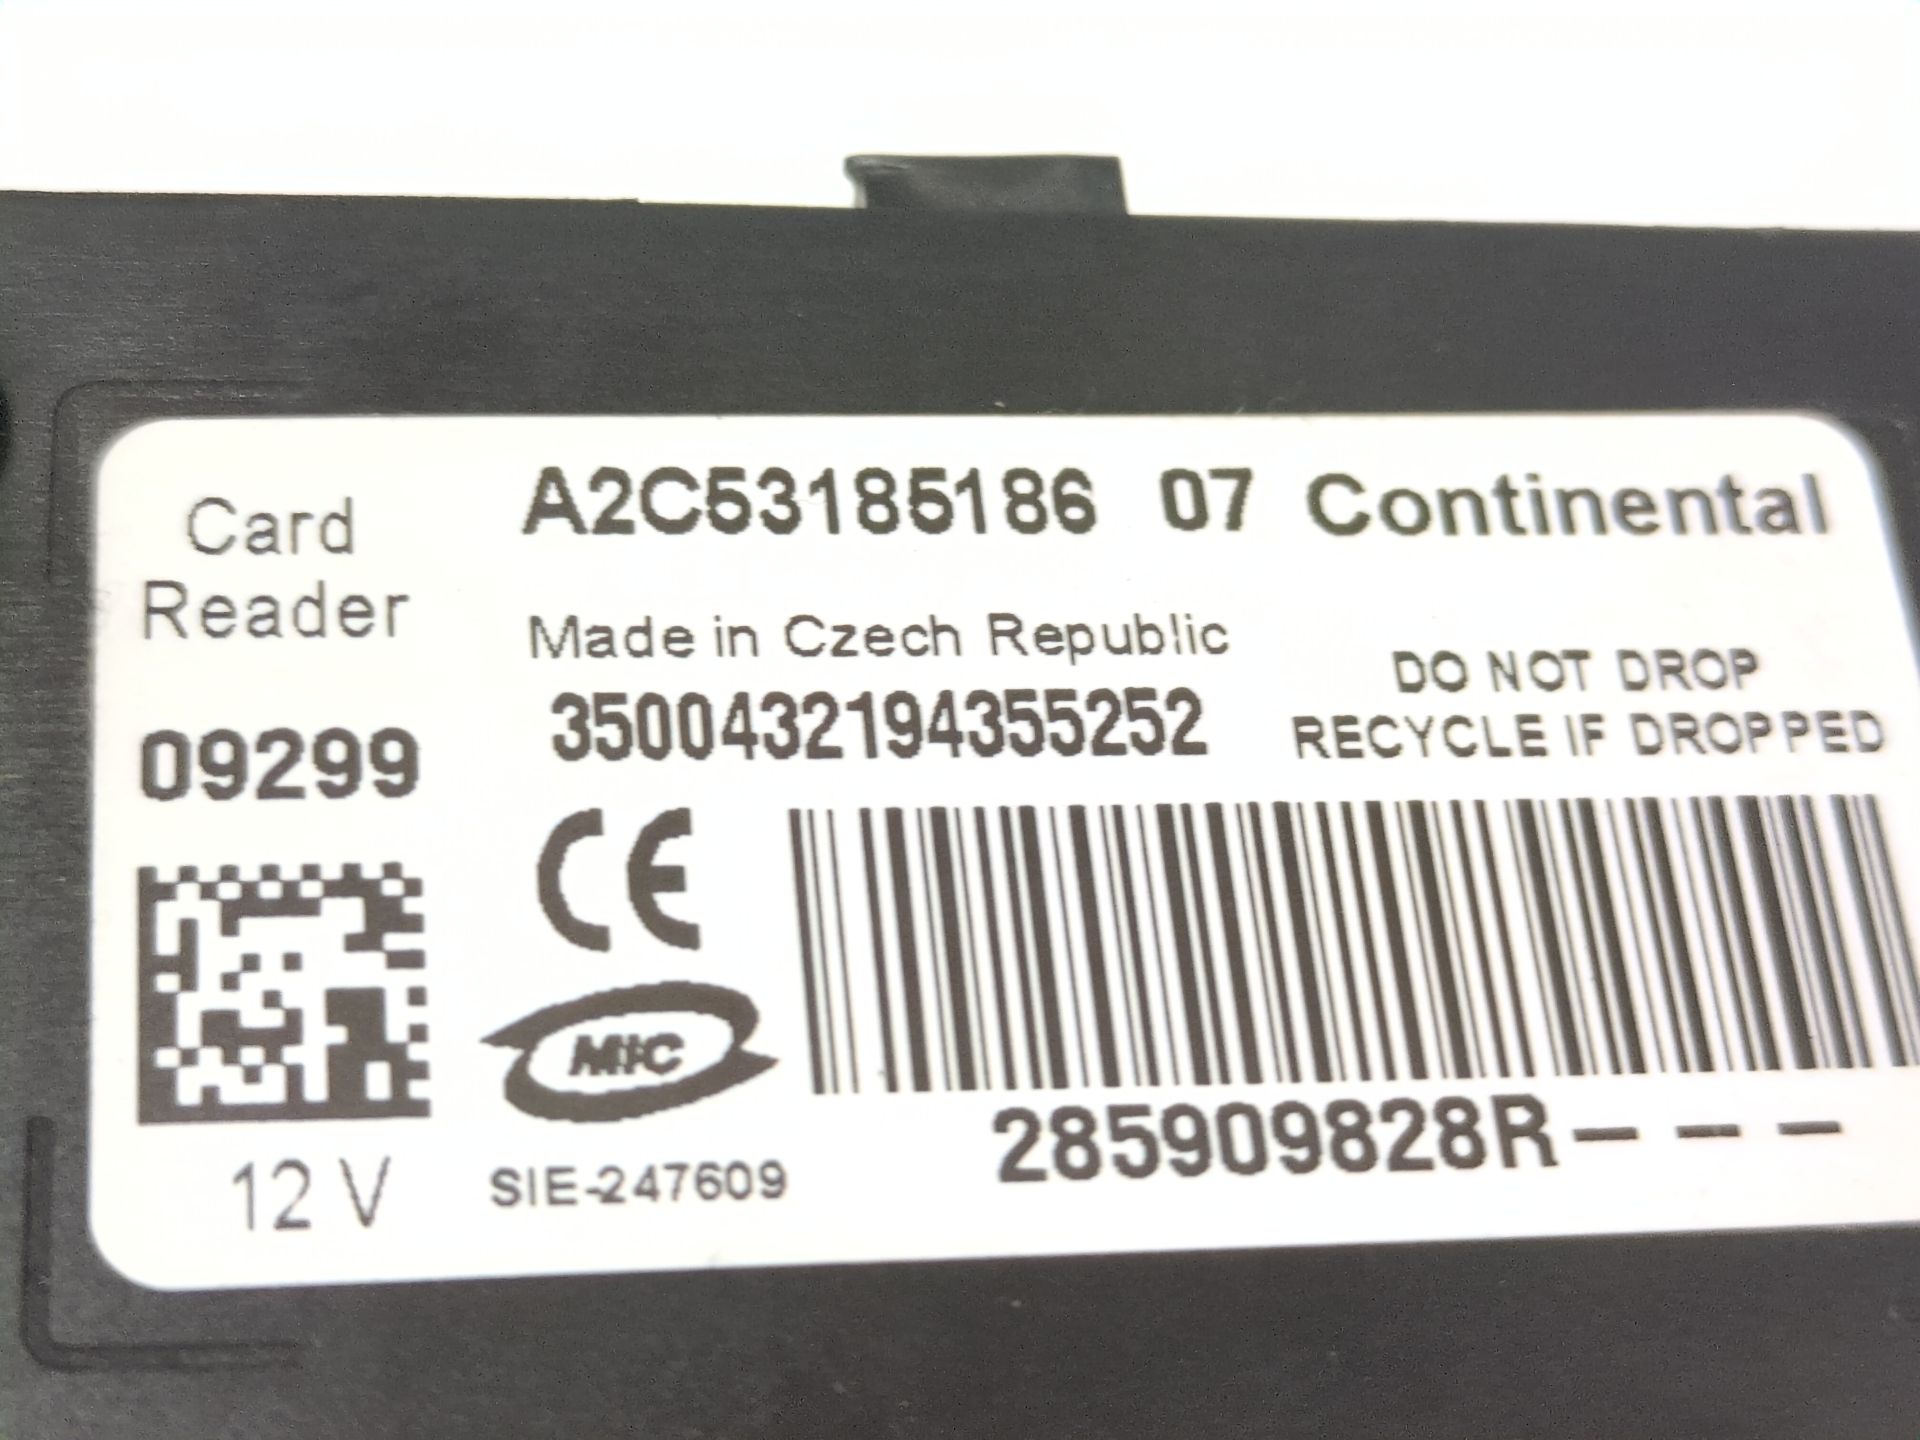 Card
Reader
09299
12 V
A2C53185186 07 Continental
Made in Czech Republic
3500432194355252
DO NOT DROP
RECYCLE IF DROPPED
CE
MIC
SIE-247609
285909828R---